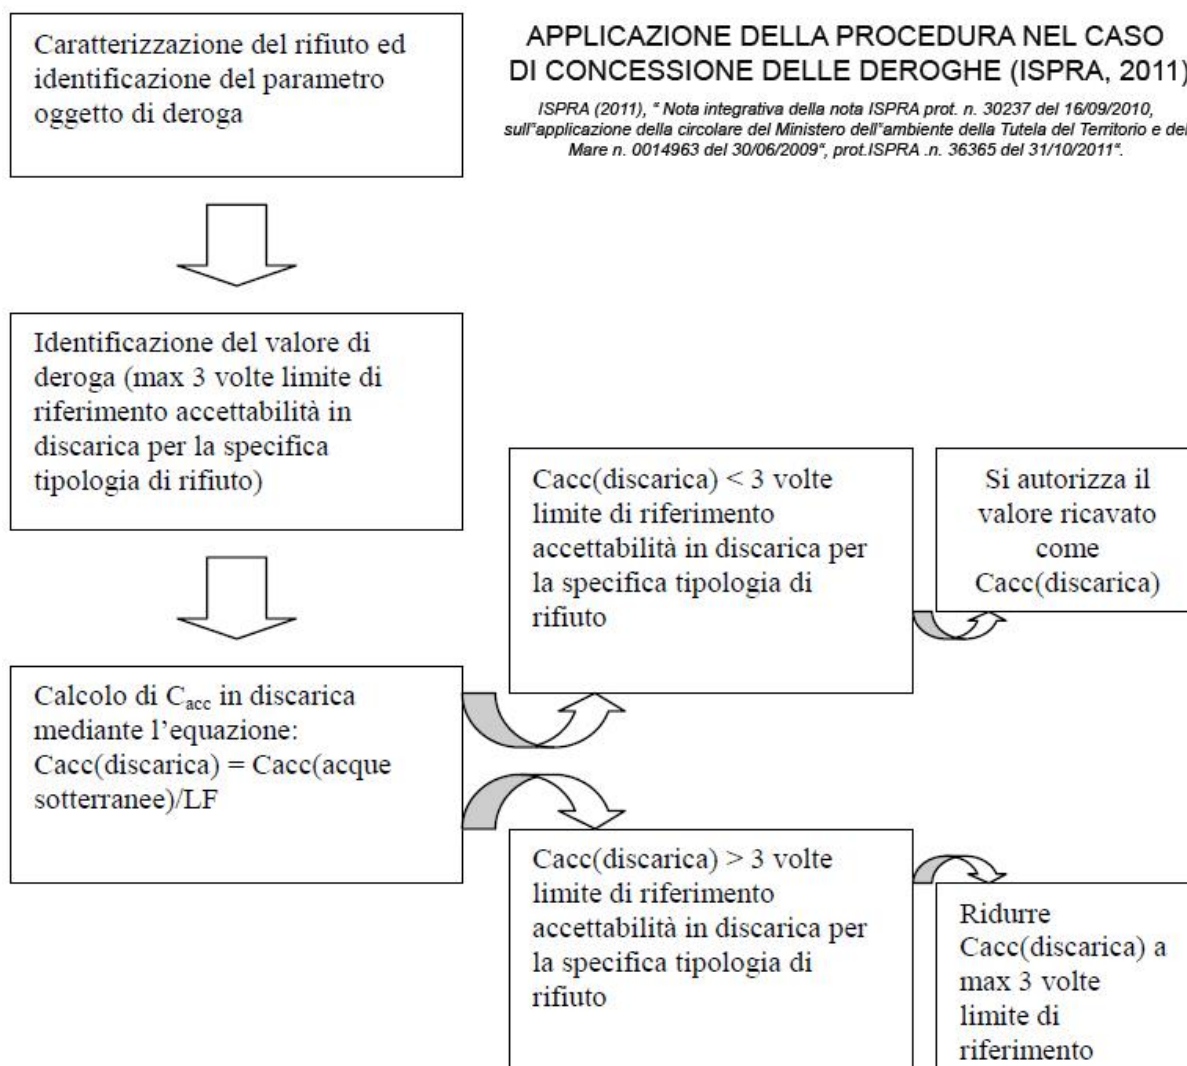 Caratterizzazione del rifiuto ed
identificazione del parametro
oggetto di deroga
APPLICAZIONE DELLA PROCEDURA NEL CASO
DI CONCESSIONE DELLE DEROGHE (ISPRA, 2011)
ISPRA (2011), “ Nota integrativa della nota ISPRA prot. n. 30237 del 16/09/2010,
sull"applicazione della circolare del Ministero dell"ambiente della Tutela del Territorio e del
Mare n. 0014963 del 30/06/2009“, prot.ISPRA .n. 36365 del 31/10/2011“.
Identificazione del valore di
deroga (max 3 volte limite di
riferimento accettabilità in
discarica per la specifica
tipologia di rifiuto)
Calcolo di Cacc in discarica
mediante l’equazione:
Cacc(discarica) = Cacc(acque
sotterranee)/LF
Cacc(discarica) < 3 volte
limite di riferimento
accettabilità in discarica per
la specifica tipologia di
rifiuto
Si autorizza il
valore ricavato
come
Cacc(discarica)
Cacc(discarica) > 3 volte
limite di riferimento
accettabilità in discarica per
la specifica tipologia di
rifiuto
Ridurre
Cacc(discarica) a
max 3 volte
limite di
riferimento